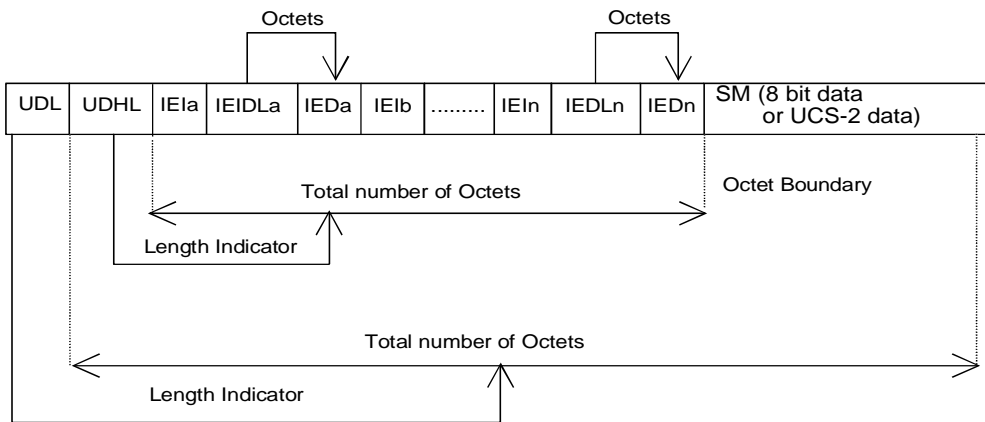 Octets Octets
UDL UDHL IEIa IEIDLa IEDa IEIb ......... IEIn IEDLn IEDn SM (8 bit data
or UCS-2 data)
Total number of Octets
Octet Boundary
Length Indicator
Total number of Octets
Length Indicator